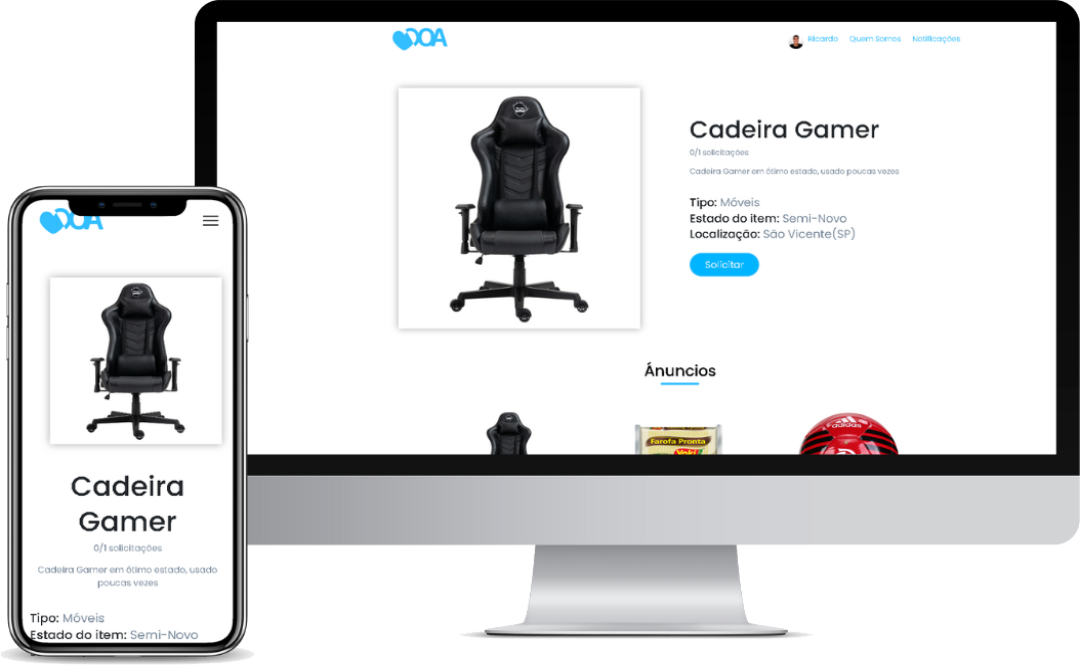 DOA
Ricardo Quem Somos Notificações
Cadeira Gamer
0/1 solicitações
Cadeira Gamer em ótimo estado, usado poucas vezes
Tipo: Móveis
Estado do item: Semi-Novo
Localização: São Vicente(SP)
Solicitar
Ánuncios
Farofa Pronta
Yoki
adidas
DOA
Cadeira
Gamer
0/1 solicitações
Cadeira Gamer em ótimo estado, usado
poucas vezes
Tipo: Móveis
Estado do item: Semi-Novo